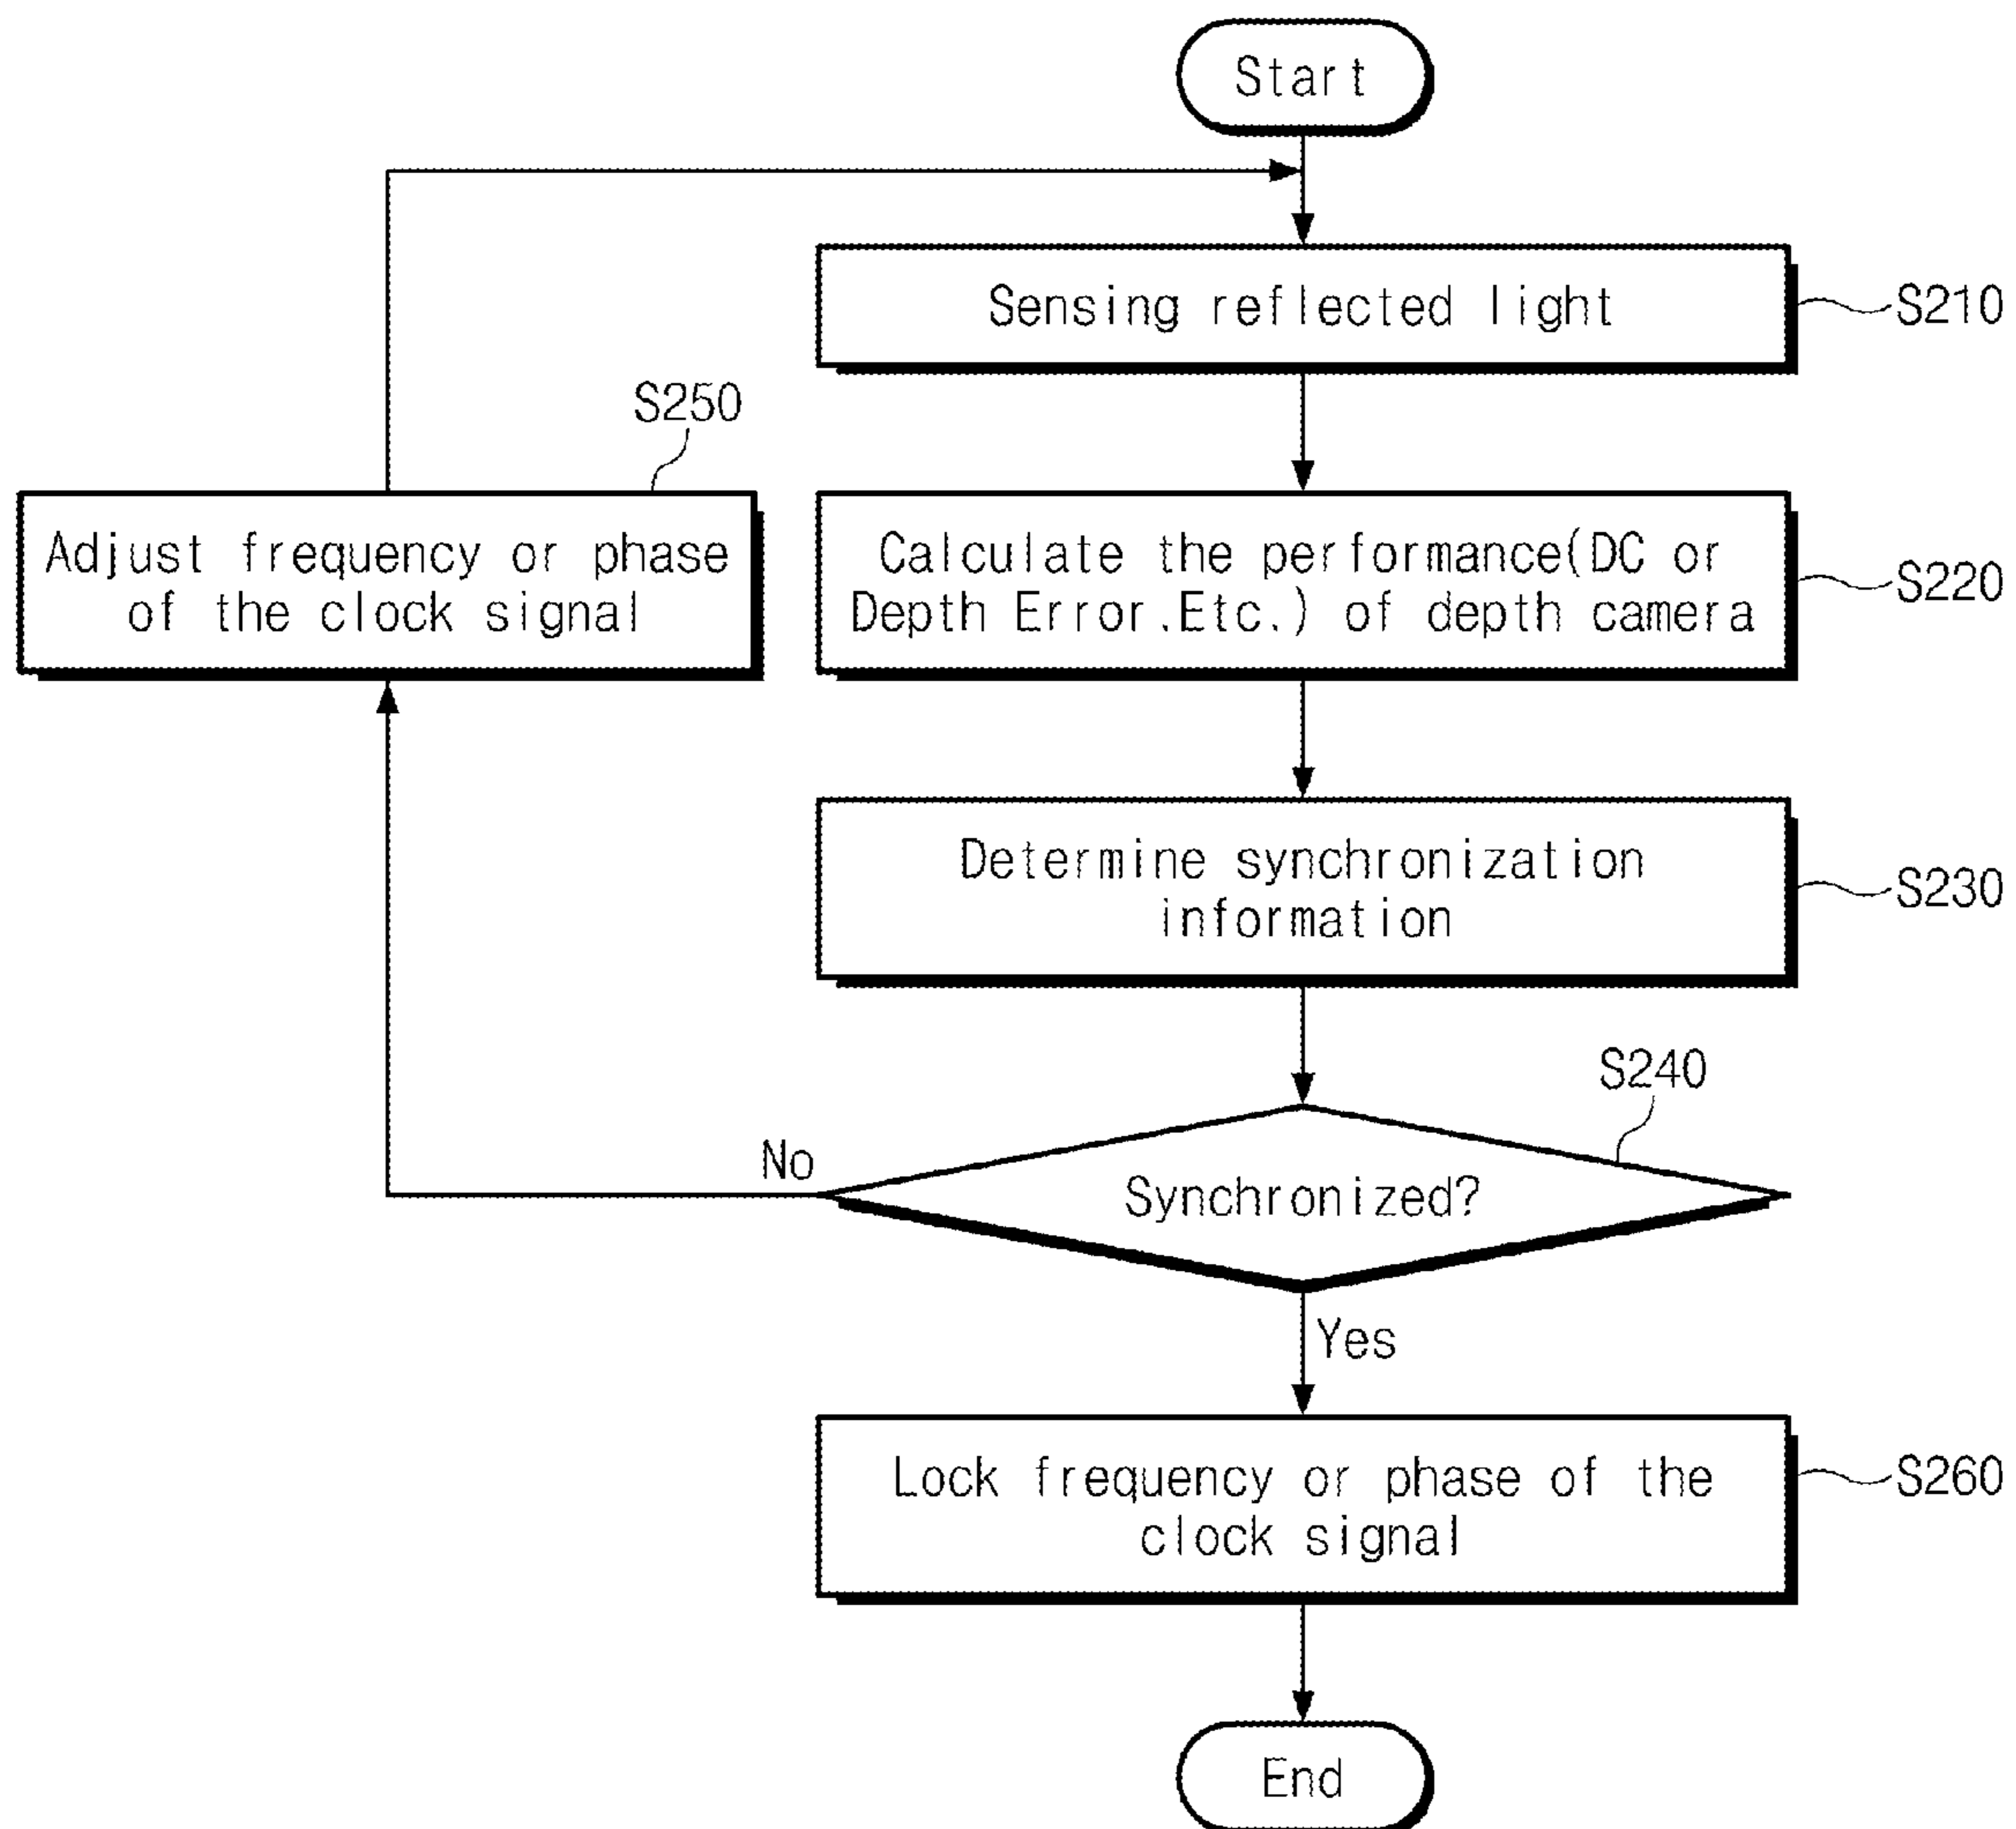 Start
Sensing reflected light
S210
S250
Adjust frequency or phase
of the clock signal
Calculate the performance(DC or
Depth Error.Etc.) of depth camera
S220
Determine synchronization
information
S230
S240
No
Synchronized?
Yes
Lock frequency or phase of the
clock signal
S260
End